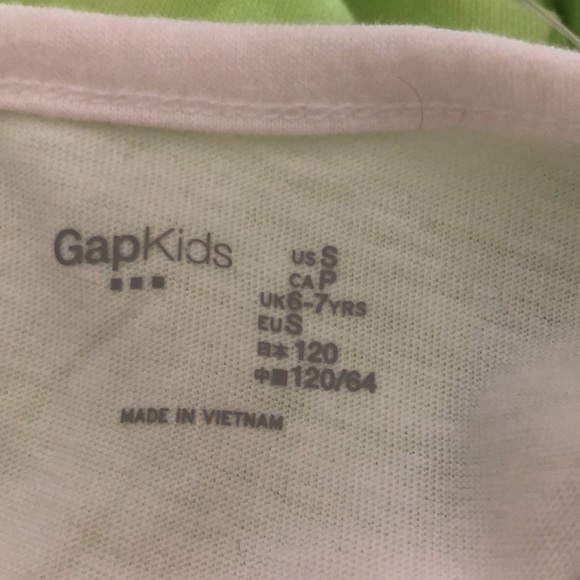 GapKids
US S
CA P
UK 6-7 YRS
EU S
日本 120
中国 120/64
MADE IN VIETNAM